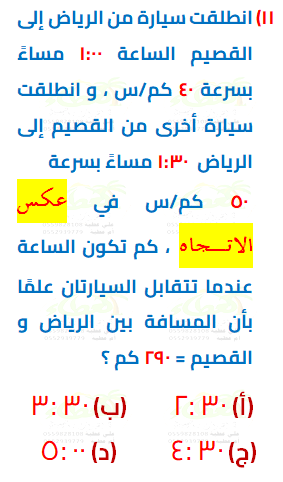 ١١) انطلقت سيارة من الرياض إلى
القصيم الساعة ١:٠٠ مساءً
بسرعة ٤٠ كم/س ، و انطلقت
سيارة أخرى من القصيم إلى
الرياض ١:٣٠ مساءً بسرعة
٥٠ كم/س في عكس
الاتـجاه ، كم تكون الساعة
عندما تتقابل السيارتان علمًا
بأن المسافة بين الرياض و
القصيم = ٢٩٠ كم ؟
(أ) ٢:٣٠ (ب) ٣:٣٠
(ج) ٤:٣٠ (د) ٥:٠٠